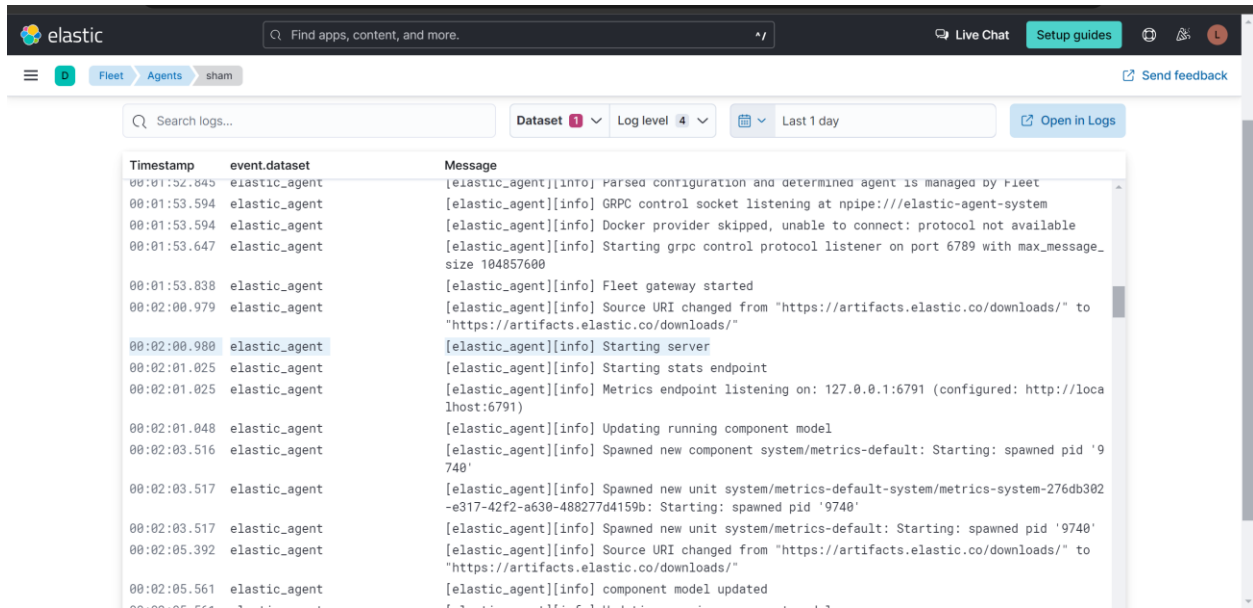 elastic
Find apps, content, and more.
^/
Live Chat
Setup guides
L
D
Fleet
Agents
sham
Send feedback
Search logs...
Dataset 1
Log level 4
Last 1 day
Open in Logs
Timestamp event.dataset Message
00:01:52.845 elastic_agent [elastic_agent][info] Parsed configuration and determined agent is managed by Fleet
00:01:53.594 elastic_agent [elastic_agent][info] GRPC control socket listening at npipe:///elastic-agent-system
00:01:53.594 elastic_agent [elastic_agent][info] Docker provider skipped, unable to connect: protocol not available
00:01:53.647 elastic_agent [elastic_agent][info] Starting grpc control protocol listener on port 6789 with max_message_
size 104857600
00:01:53.838 elastic_agent [elastic_agent][info] Fleet gateway started
00:02:00.979 elastic_agent [elastic_agent][info] Source URI changed from "https://artifacts.elastic.co/downloads/" to
"https://artifacts.elastic.co/downloads/"
00:02:00.980 elastic_agent [elastic_agent][info] Starting server
00:02:01.025 elastic_agent [elastic_agent][info] Starting stats endpoint
00:02:01.025 elastic_agent [elastic_agent][info] Metrics endpoint listening on: 127.0.0.1:6791 (configured: http://loca
lhost:6791)
00:02:01.048 elastic_agent [elastic_agent][info] Updating running component model
00:02:03.516 elastic_agent [elastic_agent][info] Spawned new component system/metrics-default: Starting: spawned pid '9
740'
00:02:03.517 elastic_agent [elastic_agent][info] Spawned new unit system/metrics-default-system/metrics-system-276db302
-e317-42f2-a630-488277d4159b: Starting: spawned pid '9740'
00:02:03.517 elastic_agent [elastic_agent][info] Spawned new unit system/metrics-default: Starting: spawned pid '9740'
00:02:05.392 elastic_agent [elastic_agent][info] Source URI changed from "https://artifacts.elastic.co/downloads/" to
"https://artifacts.elastic.co/downloads/"
00:02:05.561 elastic_agent [elastic_agent][info] component model updated